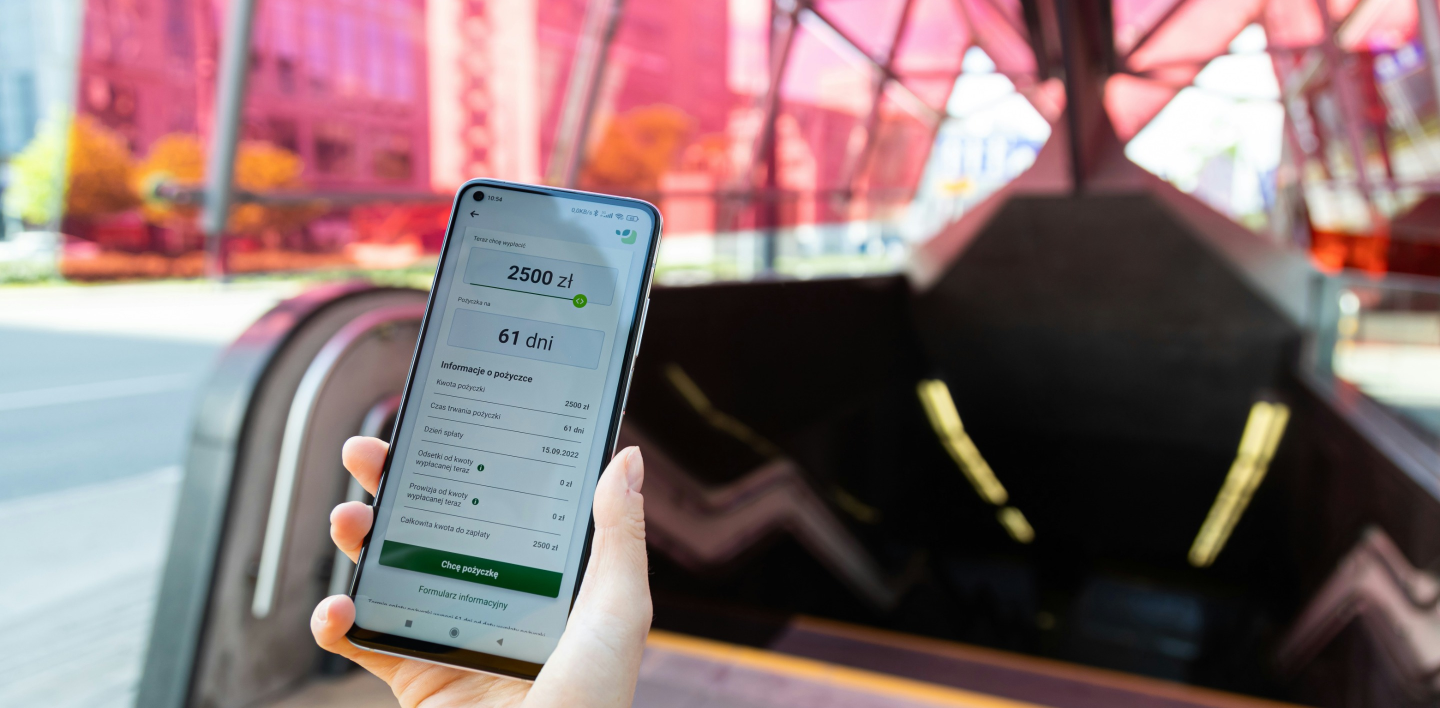 10:54
0,0KB/s
Teraz chcę wypłacić
2500 zł
Pożyczka na
61 dni
Informacje o pożyczce
Kwota pożyczki 2500 zł
Czas trwania pożyczki 61 dni
Dzień spłaty 15.09.2022
Odsetki od kwoty
wypłacanej teraz 0 zł
Prowizja od kwoty
wypłacanej teraz 0 zł
Całkowita kwota do zapłaty 2500 zł
Chcę pożyczkę
Formularz informacyjny